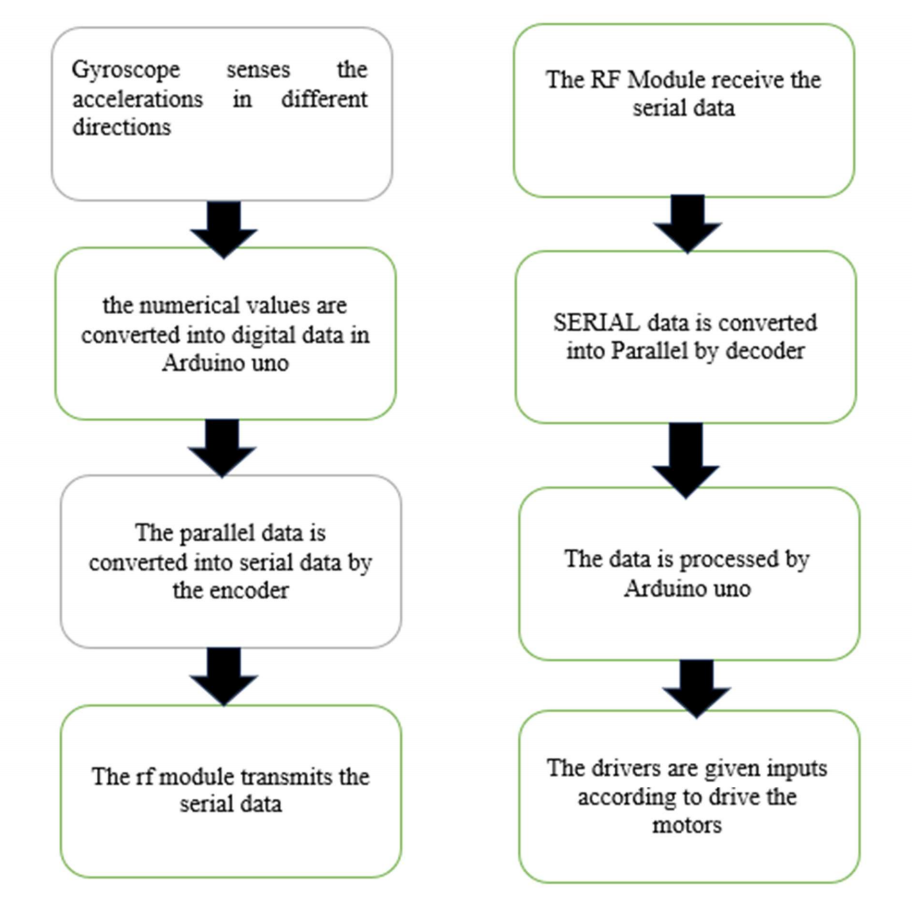 Gyroscope senses the
accelerations in different
directions
the numerical values are
converted into digital data in
Arduino uno
The parallel data is
converted into serial data by
the encoder
The rf module transmits the
serial data
The RF Module receive the
serial data
SERIAL data is converted
into Parallel by decoder
The data is processed by
Arduino uno
The drivers are given inputs
according to drive the
motors